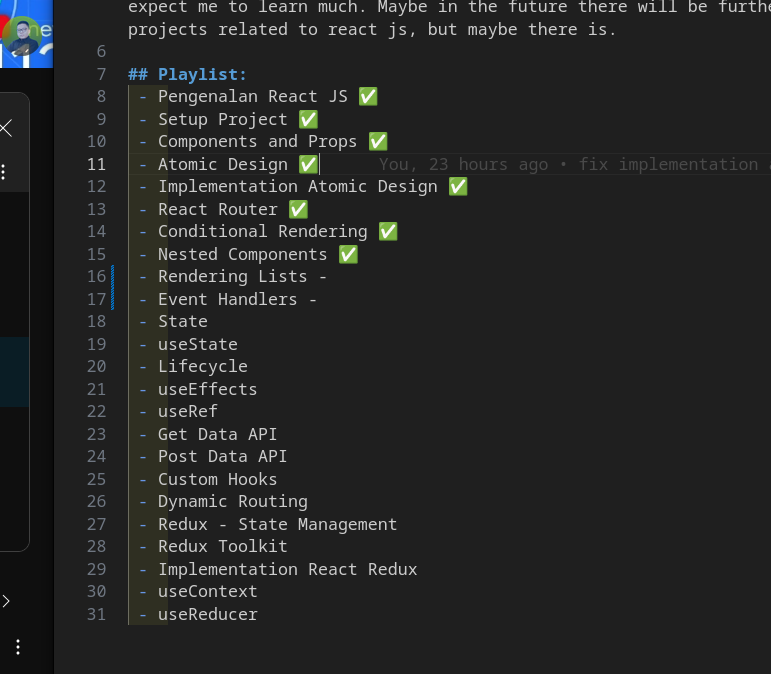 expect me to learn much. Maybe in the future there will be furthe
projects related to react js, but maybe there is.
6
7 ## Playlist:
8 - Pengenalan React JS ✅
9 - Setup Project ✅
10 - Components and Props ✅
11 - Atomic Design ✅ You, 23 hours ago • fix implementation a
12 - Implementation Atomic Design ✅
13 - React Router ✅
14 - Conditional Rendering ✅
15 - Nested Components ✅
16 - Rendering Lists -
17 - Event Handlers -
18 - State
19 - useState
20 - Lifecycle
21 - useEffects
22 - useRef
23 - Get Data API
24 - Post Data API
25 - Custom Hooks
26 - Dynamic Routing
27 - Redux - State Management
28 - Redux Toolkit
29 - Implementation React Redux
30 - useContext
31 - useReducer